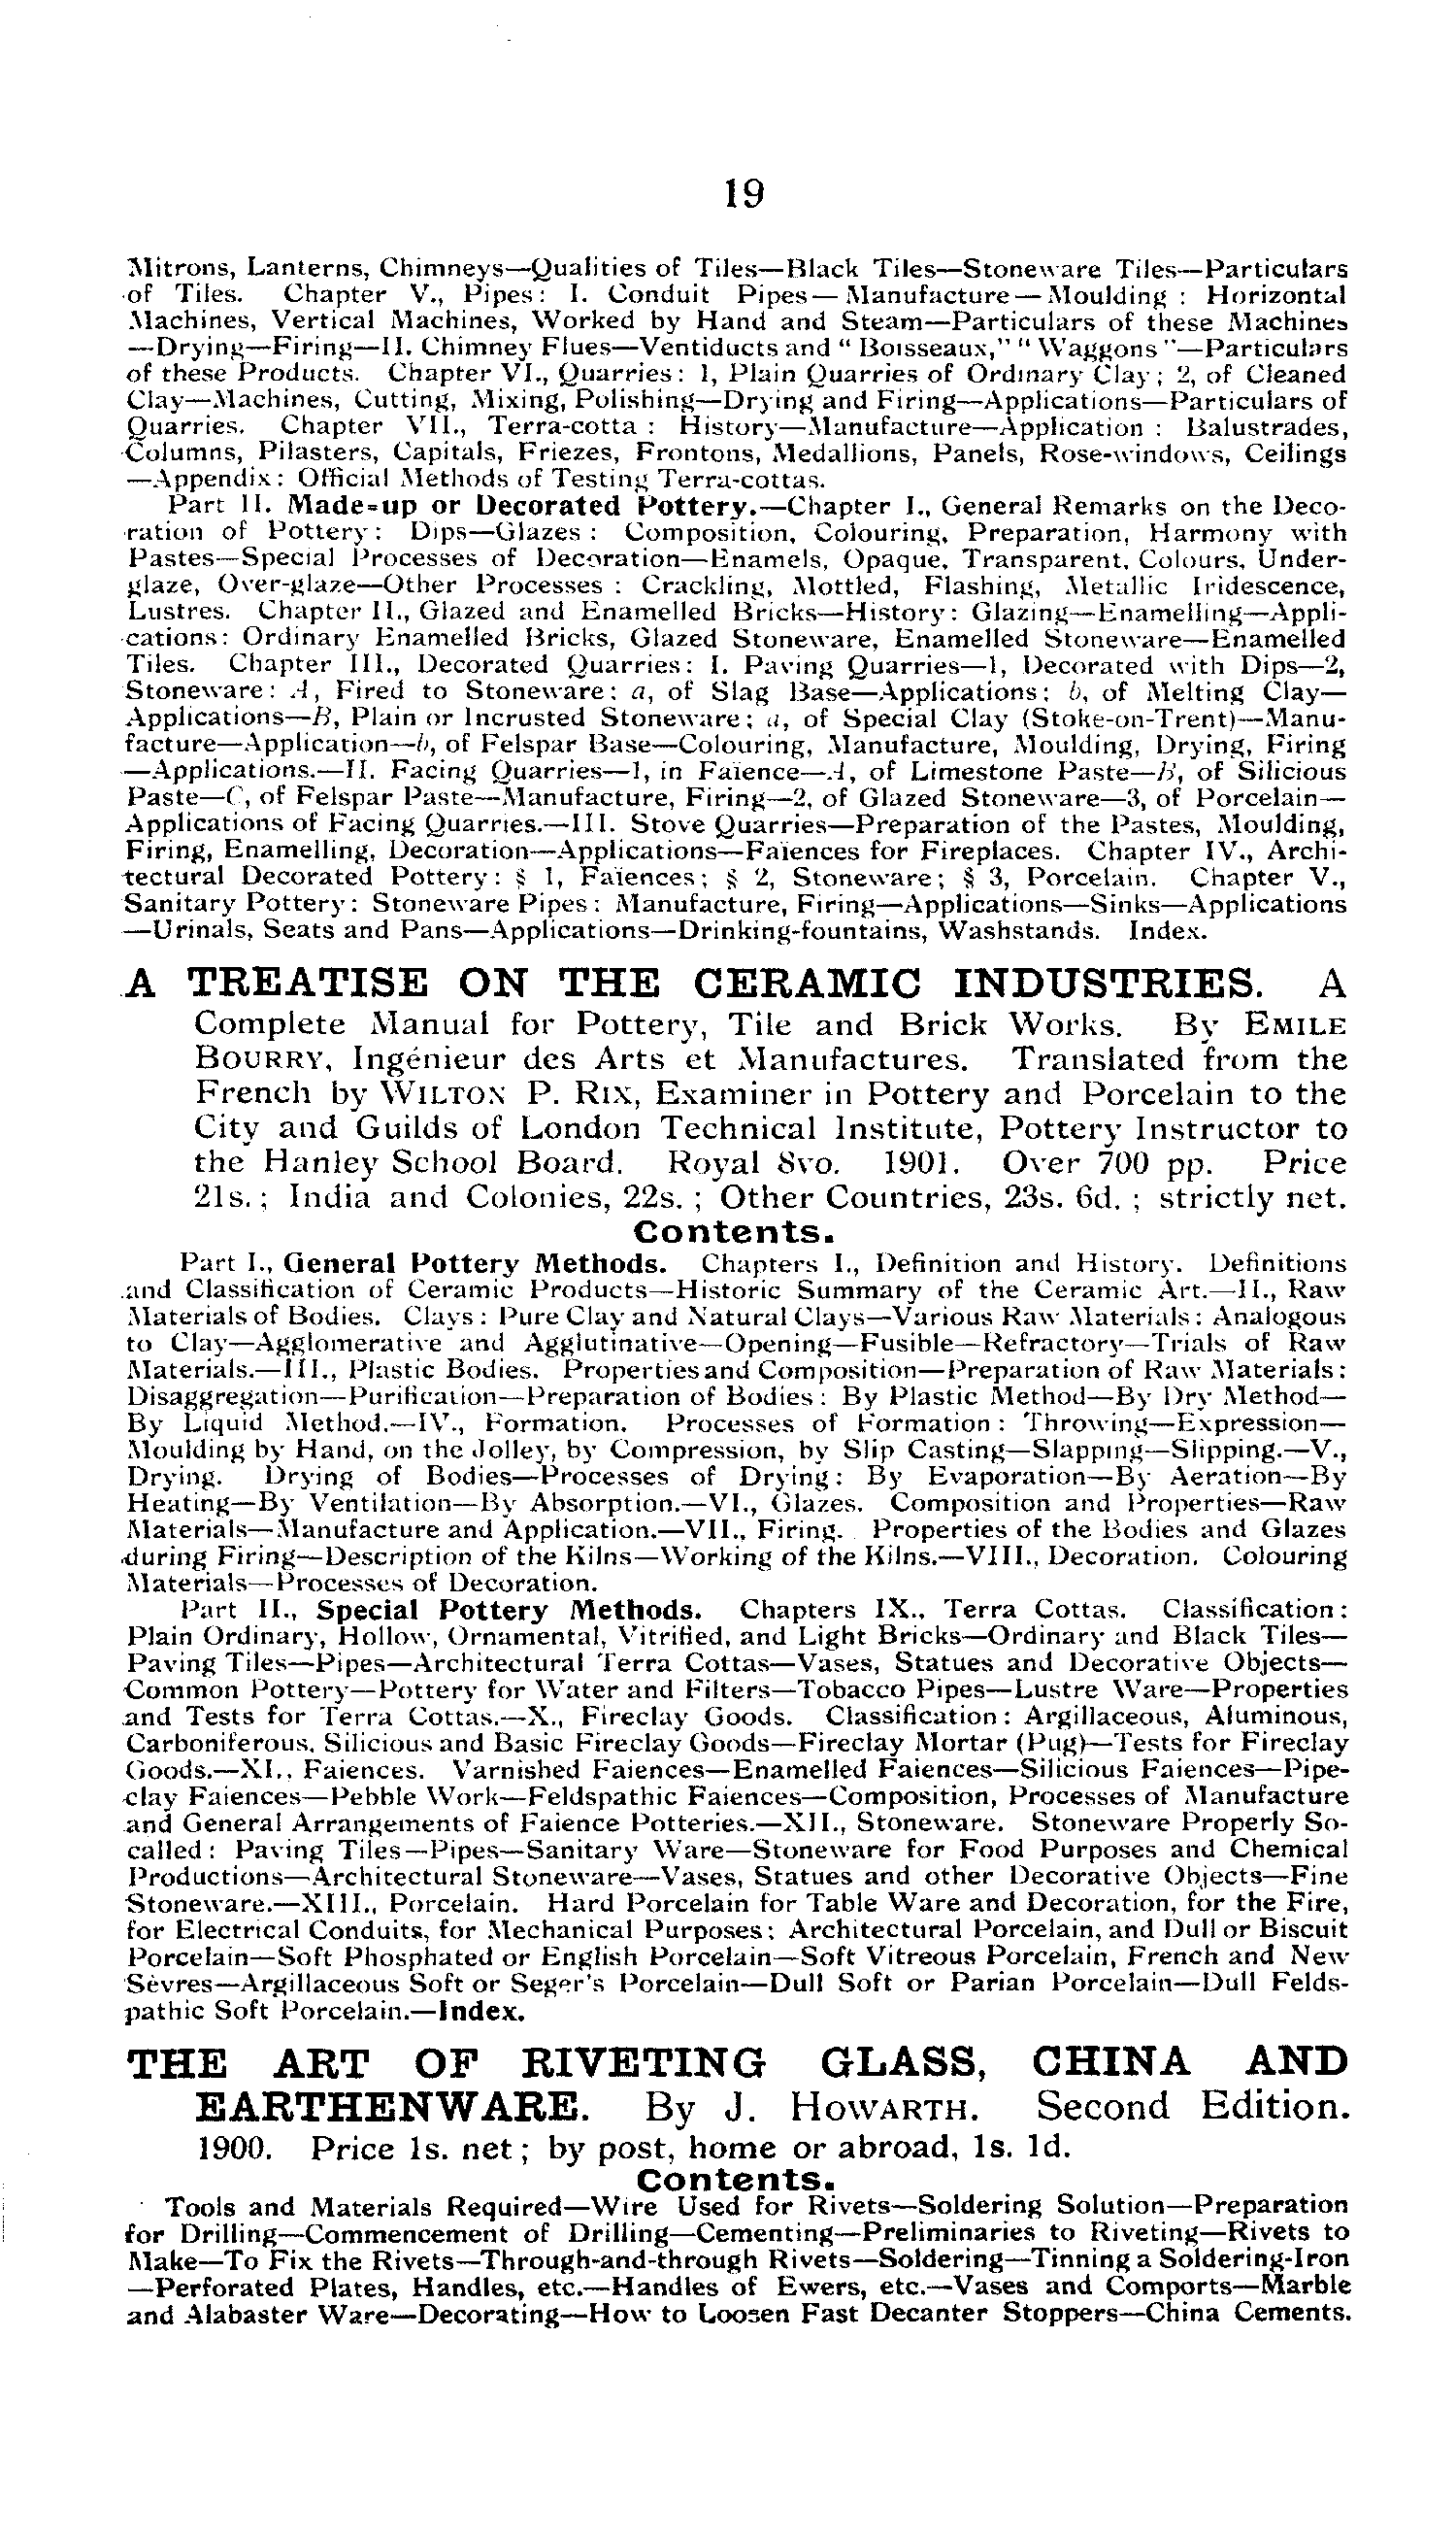 19
Mitrons, Lanterns, Chimneys—Qualities of Tiles—Black Tiles—Stoneware Tiles—Particulars
of Tiles. Chapter V., Pipes: I. Conduit Pipes—Manufacture—Moulding : Horizontal
Machines, Vertical Machines, Worked by Hand and Steam—Particulars of these Machines
—Drying—Firing—II. Chimney Flues—Ventiducts and “ Boisseaux,” “ Waggons ”—Particulars
of these Products. Chapter VI., Quarries: 1, Plain Quarries of Ordinary Clay; 2, of Cleaned
Clay—Machines, Cutting, Mixing, Polishing—Drying and Firing—Applications—Particulars of
Quarries. Chapter VII., Terra-cotta : History—Manufacture—Application : Balustrades,
Columns, Pilasters, Capitals, Friezes, Frontons, Medallions, Panels, Rose-windows, Ceilings
—Appendix: Official Methods of Testing Terra-cottas.
Part II. Made=up or Decorated Pottery.—Chapter I., General Remarks on the Deco-
ration of Pottery: Dips—Glazes : Composition, Colouring, Preparation, Harmony with
Pastes—Special Processes of Decoration—Enamels, Opaque, Transparent, Colours, Under-
glaze, Over-glaze—Other Processes : Crackling, Mottled, Flashing, Metallic Iridescence,
Lustres. Chapter II., Glazed and Enamelled Bricks—History: Glazing—Enamelling—Appli-
cations: Ordinary Enamelled Bricks, Glazed Stoneware, Enamelled Stoneware—Enamelled
Tiles. Chapter III., Decorated Quarries: I. Paving Quarries—1, Decorated with Dips—2,
Stoneware: A, Fired to Stoneware: a, of Slag Base—Applications; b, of Melting Clay—
Applications—B, Plain or Incrusted Stoneware; a, of Special Clay (Stoke-on-Trent)—Manu-
facture—Application—b, of Felspar Base—Colouring, Manufacture, Moulding, Drying, Firing
—Applications.—II. Facing Quarries—1, in Faïence—A, of Limestone Paste—B, of Silicious
Paste—C, of Felspar Paste—Manufacture, Firing—2, of Glazed Stoneware—3, of Porcelain—
Applications of Facing Quarries.—III. Stove Quarries—Preparation of the Pastes, Moulding,
Firing, Enamelling, Decoration—Applications—Faïences for Fireplaces. Chapter IV., Archi-
tectural Decorated Pottery: § 1, Faïences; § 2, Stoneware; § 3, Porcelain. Chapter V.,
Sanitary Pottery: Stoneware Pipes: Manufacture, Firing—Applications—Sinks—Applications
—Urinals, Seats and Pans—Applications—Drinking-fountains, Washstands. Index.
A TREATISE ON THE CERAMIC INDUSTRIES. A
Complete Manual for Pottery, Tile and Brick Works. By EMILE
BOURRY, Ingénieur des Arts et Manufactures. Translated from the
French by WILTON P. RIX, Examiner in Pottery and Porcelain to the
City and Guilds of London Technical Institute, Pottery Instructor to
the Hanley School Board. Royal 8vo. 1901. Over 700 pp. Price
21s.; India and Colonies, 22s. ; Other Countries, 23s. 6d. ; strictly net.
Contents.
Part I., General Pottery Methods. Chapters I., Definition and History. Definitions
and Classification of Ceramic Products—Historic Summary of the Ceramic Art.—II., Raw
Materials of Bodies. Clays : Pure Clay and Natural Clays—Various Raw Materials: Analogous
to Clay—Agglomerative and Agglutinative—Opening—Fusible—Refractory—Trials of Raw
Materials.—III., Plastic Bodies. Properties and Composition—Preparation of Raw Materials:
Disaggregation—Purification—Preparation of Bodies: By Plastic Method—By Dry Method—
By Liquid Method.—IV., Formation. Processes of Formation : Throwing—Expression—
Moulding by Hand, on the Jolley, by Compression, by Slip Casting—Slapping—Slipping.—V.,
Drying. Drying of Bodies—Processes of Drying: By Evaporation—By Aeration—By
Heating—By Ventilation—By Absorption.—VI., Glazes. Composition and Properties—Raw
Materials—Manufacture and Application.—VII., Firing. Properties of the Bodies and Glazes
during Firing—Description of the Kilns—Working of the Kilns.—VIII., Decoration. Colouring
Materials—Processes of Decoration.
Part II., Special Pottery Methods. Chapters IX., Terra Cottas. Classification:
Plain Ordinary, Hollow, Ornamental, Vitrified, and Light Bricks—Ordinary and Black Tiles—
Paving Tiles—Pipes—Architectural Terra Cottas—Vases, Statues and Decorative Objects—
Common Pottery—Pottery for Water and Filters—Tobacco Pipes—Lustre Ware—Properties
and Tests for Terra Cottas.—X., Fireclay Goods. Classification: Argillaceous, Aluminous,
Carboniferous, Silicious and Basic Fireclay Goods—Fireclay Mortar (Pug)—Tests for Fireclay
Goods.—XI., Faiences. Varnished Faiences—Enamelled Faiences—Silicious Faiences—Pipe-
clay Faiences—Pebble Work—Feldspathic Faiences—Composition, Processes of Manufacture
and General Arrangements of Faience Potteries.—XII., Stoneware. Stoneware Properly So-
called: Paving Tiles—Pipes—Sanitary Ware—Stoneware for Food Purposes and Chemical
Productions—Architectural Stoneware—Vases, Statues and other Decorative Objects—Fine
Stoneware.—XIII., Porcelain. Hard Porcelain for Table Ware and Decoration, for the Fire,
for Electrical Conduits, for Mechanical Purposes; Architectural Porcelain, and Dull or Biscuit
Porcelain—Soft Phosphated or English Porcelain—Soft Vitreous Porcelain, French and New
Sèvres—Argillaceous Soft or Seger's Porcelain—Dull Soft or Parian Porcelain—Dull Felds-
pathic Soft Porcelain.—Index.
THE ART OF RIVETING GLASS, CHINA AND
EARTHENWARE. By J. HOWARTH. Second Edition.
1900. Price 1s. net; by post, home or abroad, 1s. 1d.
Contents.
Tools and Materials Required—Wire Used for Rivets—Soldering Solution—Preparation
for Drilling—Commencement of Drilling—Cementing—Preliminaries to Riveting—Rivets to
Make—To Fix the Rivets—Through-and-through Rivets—Soldering—Tinning a Soldering-Iron
—Perforated Plates, Handles, etc.—Handles of Ewers, etc.—Vases and Comports—Marble
and Alabaster Ware—Decorating—How to Loosen Fast Decanter Stoppers—China Cements.